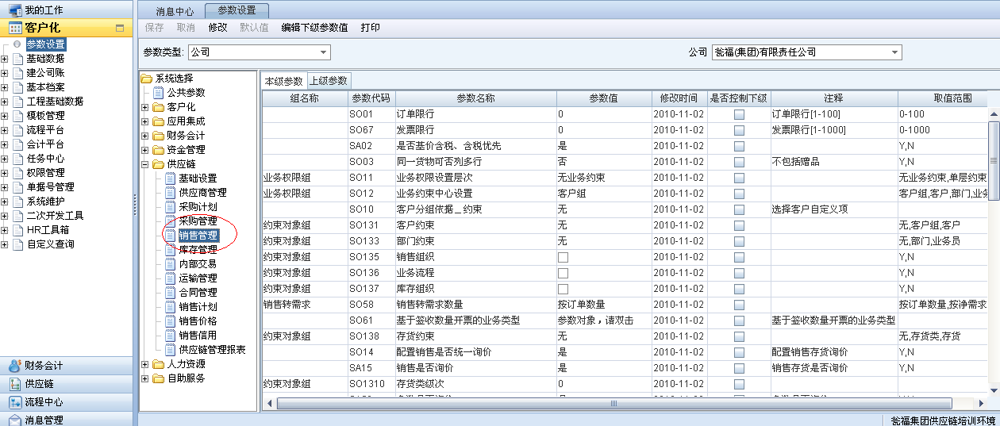 我的工作
客户化
参数设置
基础数据
建公司账
基本档案
工程基础数据
模板管理
流程平台
会计平台
任务中心
权限管理
单据号管理
系统维护
二次开发工具
HR工具箱
自定义查询
财务会计
供应链
流程中心
消息管理
消息中心 参数设置
保存 取消 修改 默认值 编辑下级参数值 打印
参数类型: 公司 公司 瓮福(集团)有限责任公司
系统选择
公共参数
客户化
应用集成
财务会计
资金管理
供应链
基础设置
供应商管理
采购计划
采购管理
销售管理
库存管理
内部交易
运输管理
合同管理
销售计划
销售价格
销售信用
供应链管理报表
人力资源
自助服务
本级参数 上级参数
组名称 参数代码 参数名称 参数值 修改时间 是否控制下级 注释 取值范围
SO01 订单限行 0 2010-11-02 订单限行[1-100] 0-100
SO67 发票限行 0 2010-11-02 发票限行[1-1000] 0-1000
SA02 是否基价含税、含税优先 是 2010-11-02 Y,N
SO03 同一货物可否列多行 否 2010-11-02 不包括赠品 Y,N
业务权限组 SO11 业务权限设置层次 无业务约束 2010-11-02 无业务约束,单层约束
业务权限组 SO12 业务约束中心设置 客户组 2010-11-02 客户组,客户,部门,业务
SO10 客户分组依据_约束 无 2010-11-02 选择客户自定义项
约束对象组 SO131 客户约束 无 2010-11-02 无,客户组,客户
约束对象组 SO133 部门约束 无 2010-11-02 无,部门,业务员
约束对象组 SO135 销售组织 2010-11-02 Y,N
约束对象组 SO136 业务流程 2010-11-02 Y,N
约束对象组 SO137 库存组织 2010-11-02 Y,N
销售转需求 SO58 销售转需求数量 按订单数量 2010-11-02 按订单数量,按净需求
SO61 基于签收数量开票的业务类型 参数对象，请双击 2010-11-02 基于签收数量开票的业务类型
约束对象组 SO138 存货约束 无 2010-11-02 无,存货类,存货
SO14 配置销售是否统一询价 是 2010-11-02 配置销售存货询价 Y,N
SA15 销售是否询价 是 2010-11-02 销售存货是否询价 Y,N
约束对象组 SO1310 存货类级次 0 2010-11-02 0
瓮福集团供应链培训环境